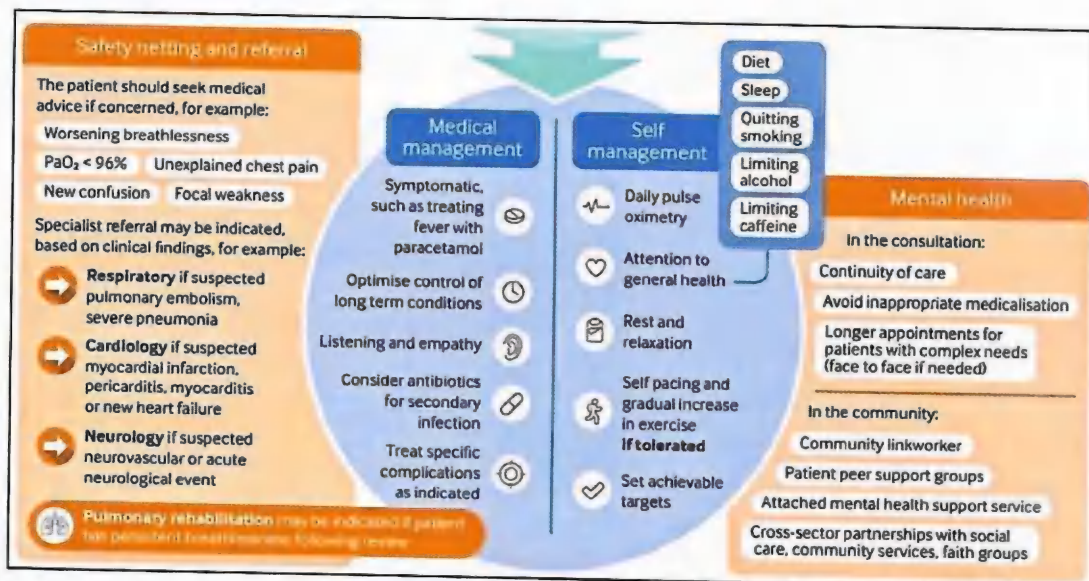 Safety netting and referral
The patient should seek medical
advice if concerned, for example:
Worsening breathlessness
PaO₂ < 96% Unexplained chest pain
New confusion Focal weakness
Specialist referral may be indicated,
based on clinical findings, for example:
Respiratory if suspected
pulmonary embolism,
severe pneumonia
Cardiology if suspected
myocardial infarction,
pericarditis, myocarditis
or new heart failure
Neurology if suspected
neurovascular or acute
neurological event
Pulmonary rehabilitation may be indicated if patient
has persistent breathlessness following review
Medical
management
Symptomatic,
such as treating
fever with
paracetamol
Optimise control of
long term conditions
Listening and empathy
Consider antibiotics
for secondary
infection
Treat specific
complications
as indicated
Self
management
Daily pulse
oximetry
Attention to
general health
Rest and
relaxation
Self pacing and
gradual increase
in exercise
If tolerated
Set achievable
targets
Diet
Sleep
Quitting
smoking
Limiting
alcohol
Limiting
caffeine
Mental health
In the consultation:
Continuity of care
Avoid inappropriate medicalisation
Longer appointments for
patients with complex needs
(face to face if needed)
In the community:
Community linkworker
Patient peer support groups
Attached mental health support service
Cross-sector partnerships with social
care, community services, faith groups